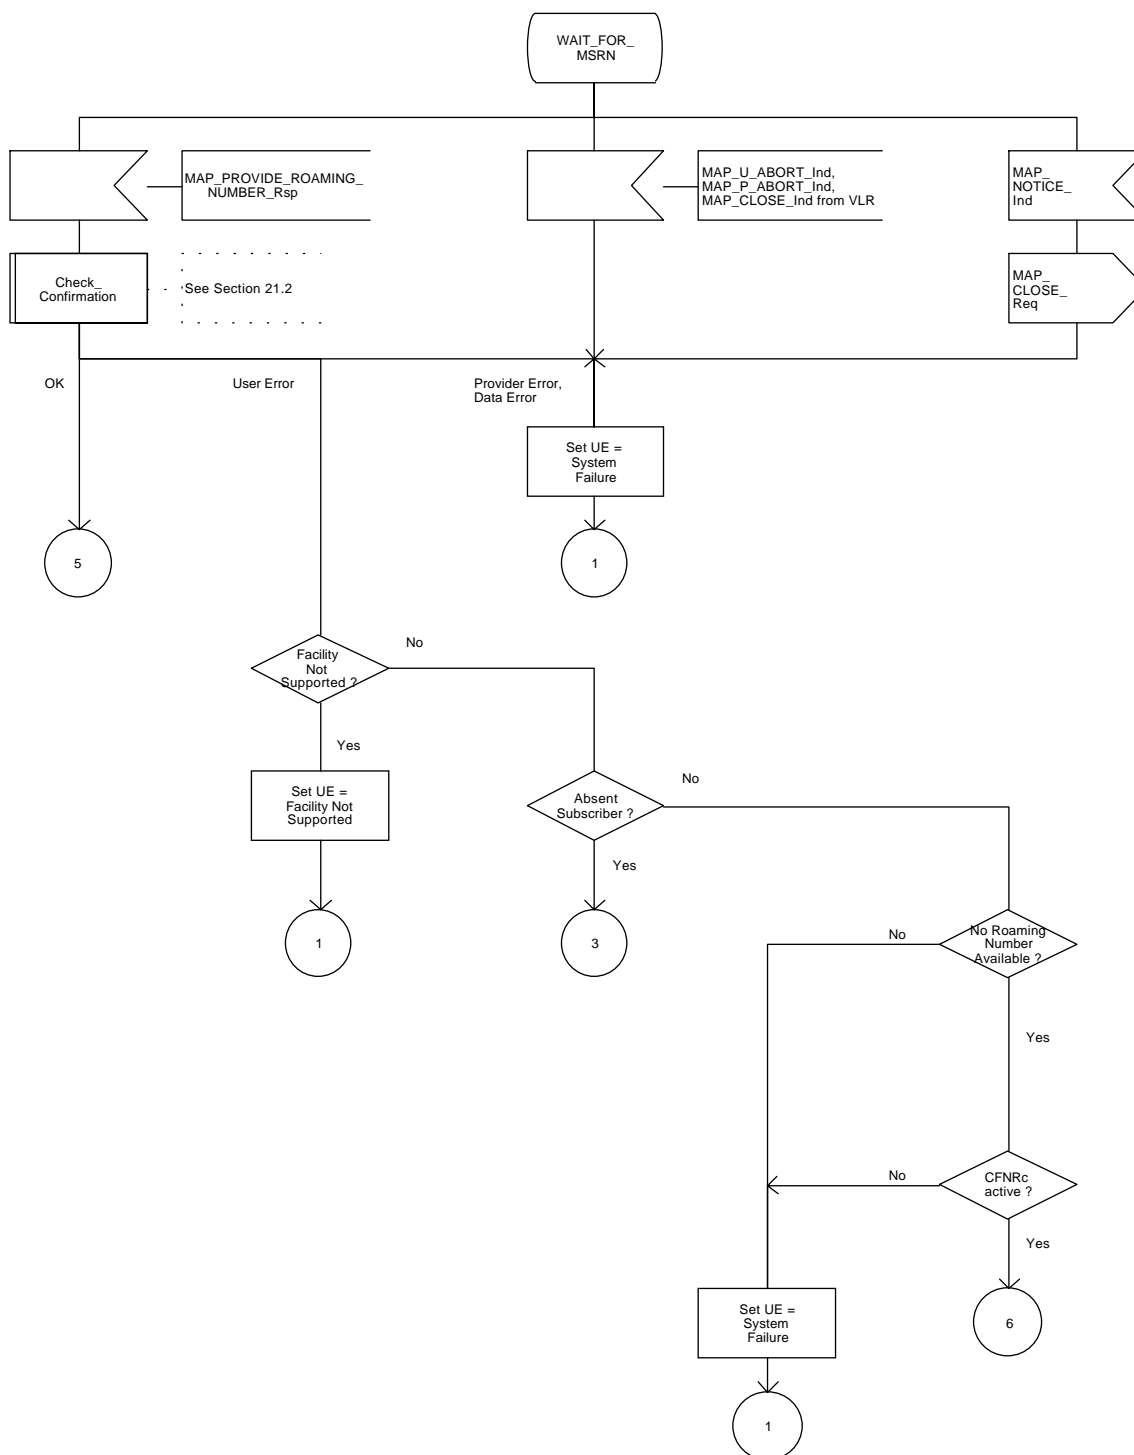 WAIT_FOR_
MSRN
MAP_PROVIDE_ROAMING_
NUMBER_Rsp
MAP_U_ABORT_Ind,
MAP_P_ABORT_Ind,
MAP_CLOSE_Ind from VLR
MAP_
NOTICE_
Ind
Check_
Confirmation
See Section 21.2
MAP_
CLOSE_
Req
OK
User Error
Provider Error,
Data Error
Set UE =
System
Failure
5
1
Facility
Not
Supported ?
No
Yes
Set UE =
Facility Not
Supported
Absent
Subscriber ?
No
Yes
1
3
No Roaming
Number
Available ?
No
Yes
CFNRc
active ?
No
Yes
Set UE =
System
Failure
6
1